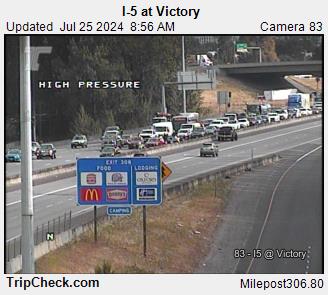 I-5 at Victory
Updated Jul 25 2024 8:56 AM
Camera 83
HIGH PRESSURE
EXIT 308
FOOD
LODGING
CAMPING
N
83 - I5 @ Victory
TripCheck.com
Milepost306.80